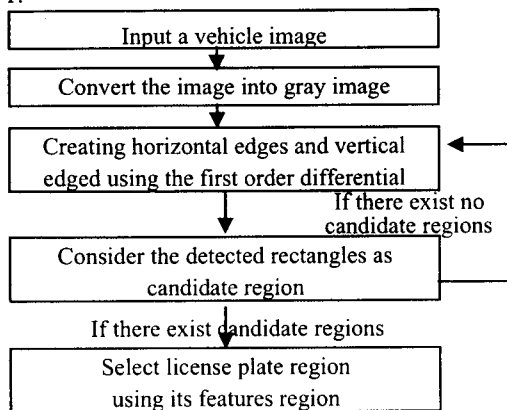 Input a vehicle image
Convert the image into gray image
Creating horizontal edges and vertical
edged using the first order differential
If there exist no
candidate regions
Consider the detected rectangles as
candidate region
If there exist candidate regions
Select license plate region
using its features region